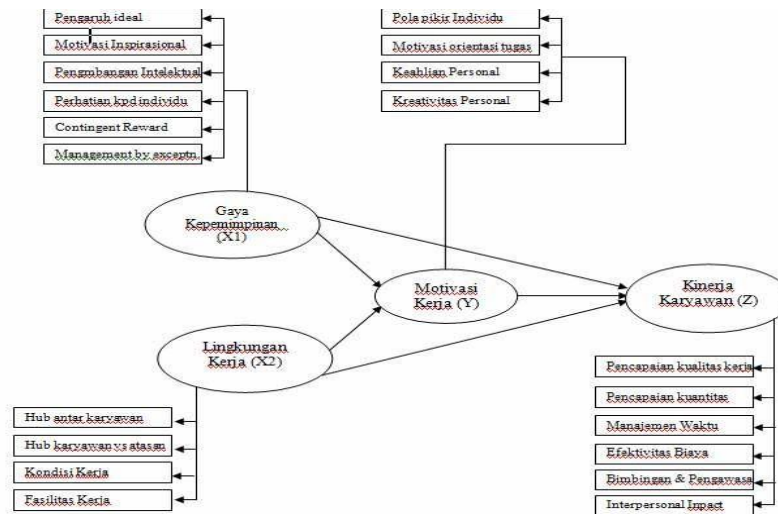 Pengaruh ideal
Motivasi Inspirasional
Pengmbangan Intelektual
Perhatian kpd individu
Contingent Reward
Management by exceptn.
Pola pikir Individu
Motivasi orientasi tugas
Keahlian Personal
Kreativitas Personal
Gaya
Kepemimpinan
(X1)
Motivasi
Kerja (Y)
Kinerja
Karyawan (Z)
Lingkungan
Kerja (X2)
Hub antar karyawan
Hub karyawan vs atasan
Kondisi Kerja
Fasilitas Kerja
Pencapaian kualitas kerja
Pencapaian kuantitas
Manajemen Waktu
Efektivitas Biaya
Bimbingan & Pengawasa
Interpersonal Inpact